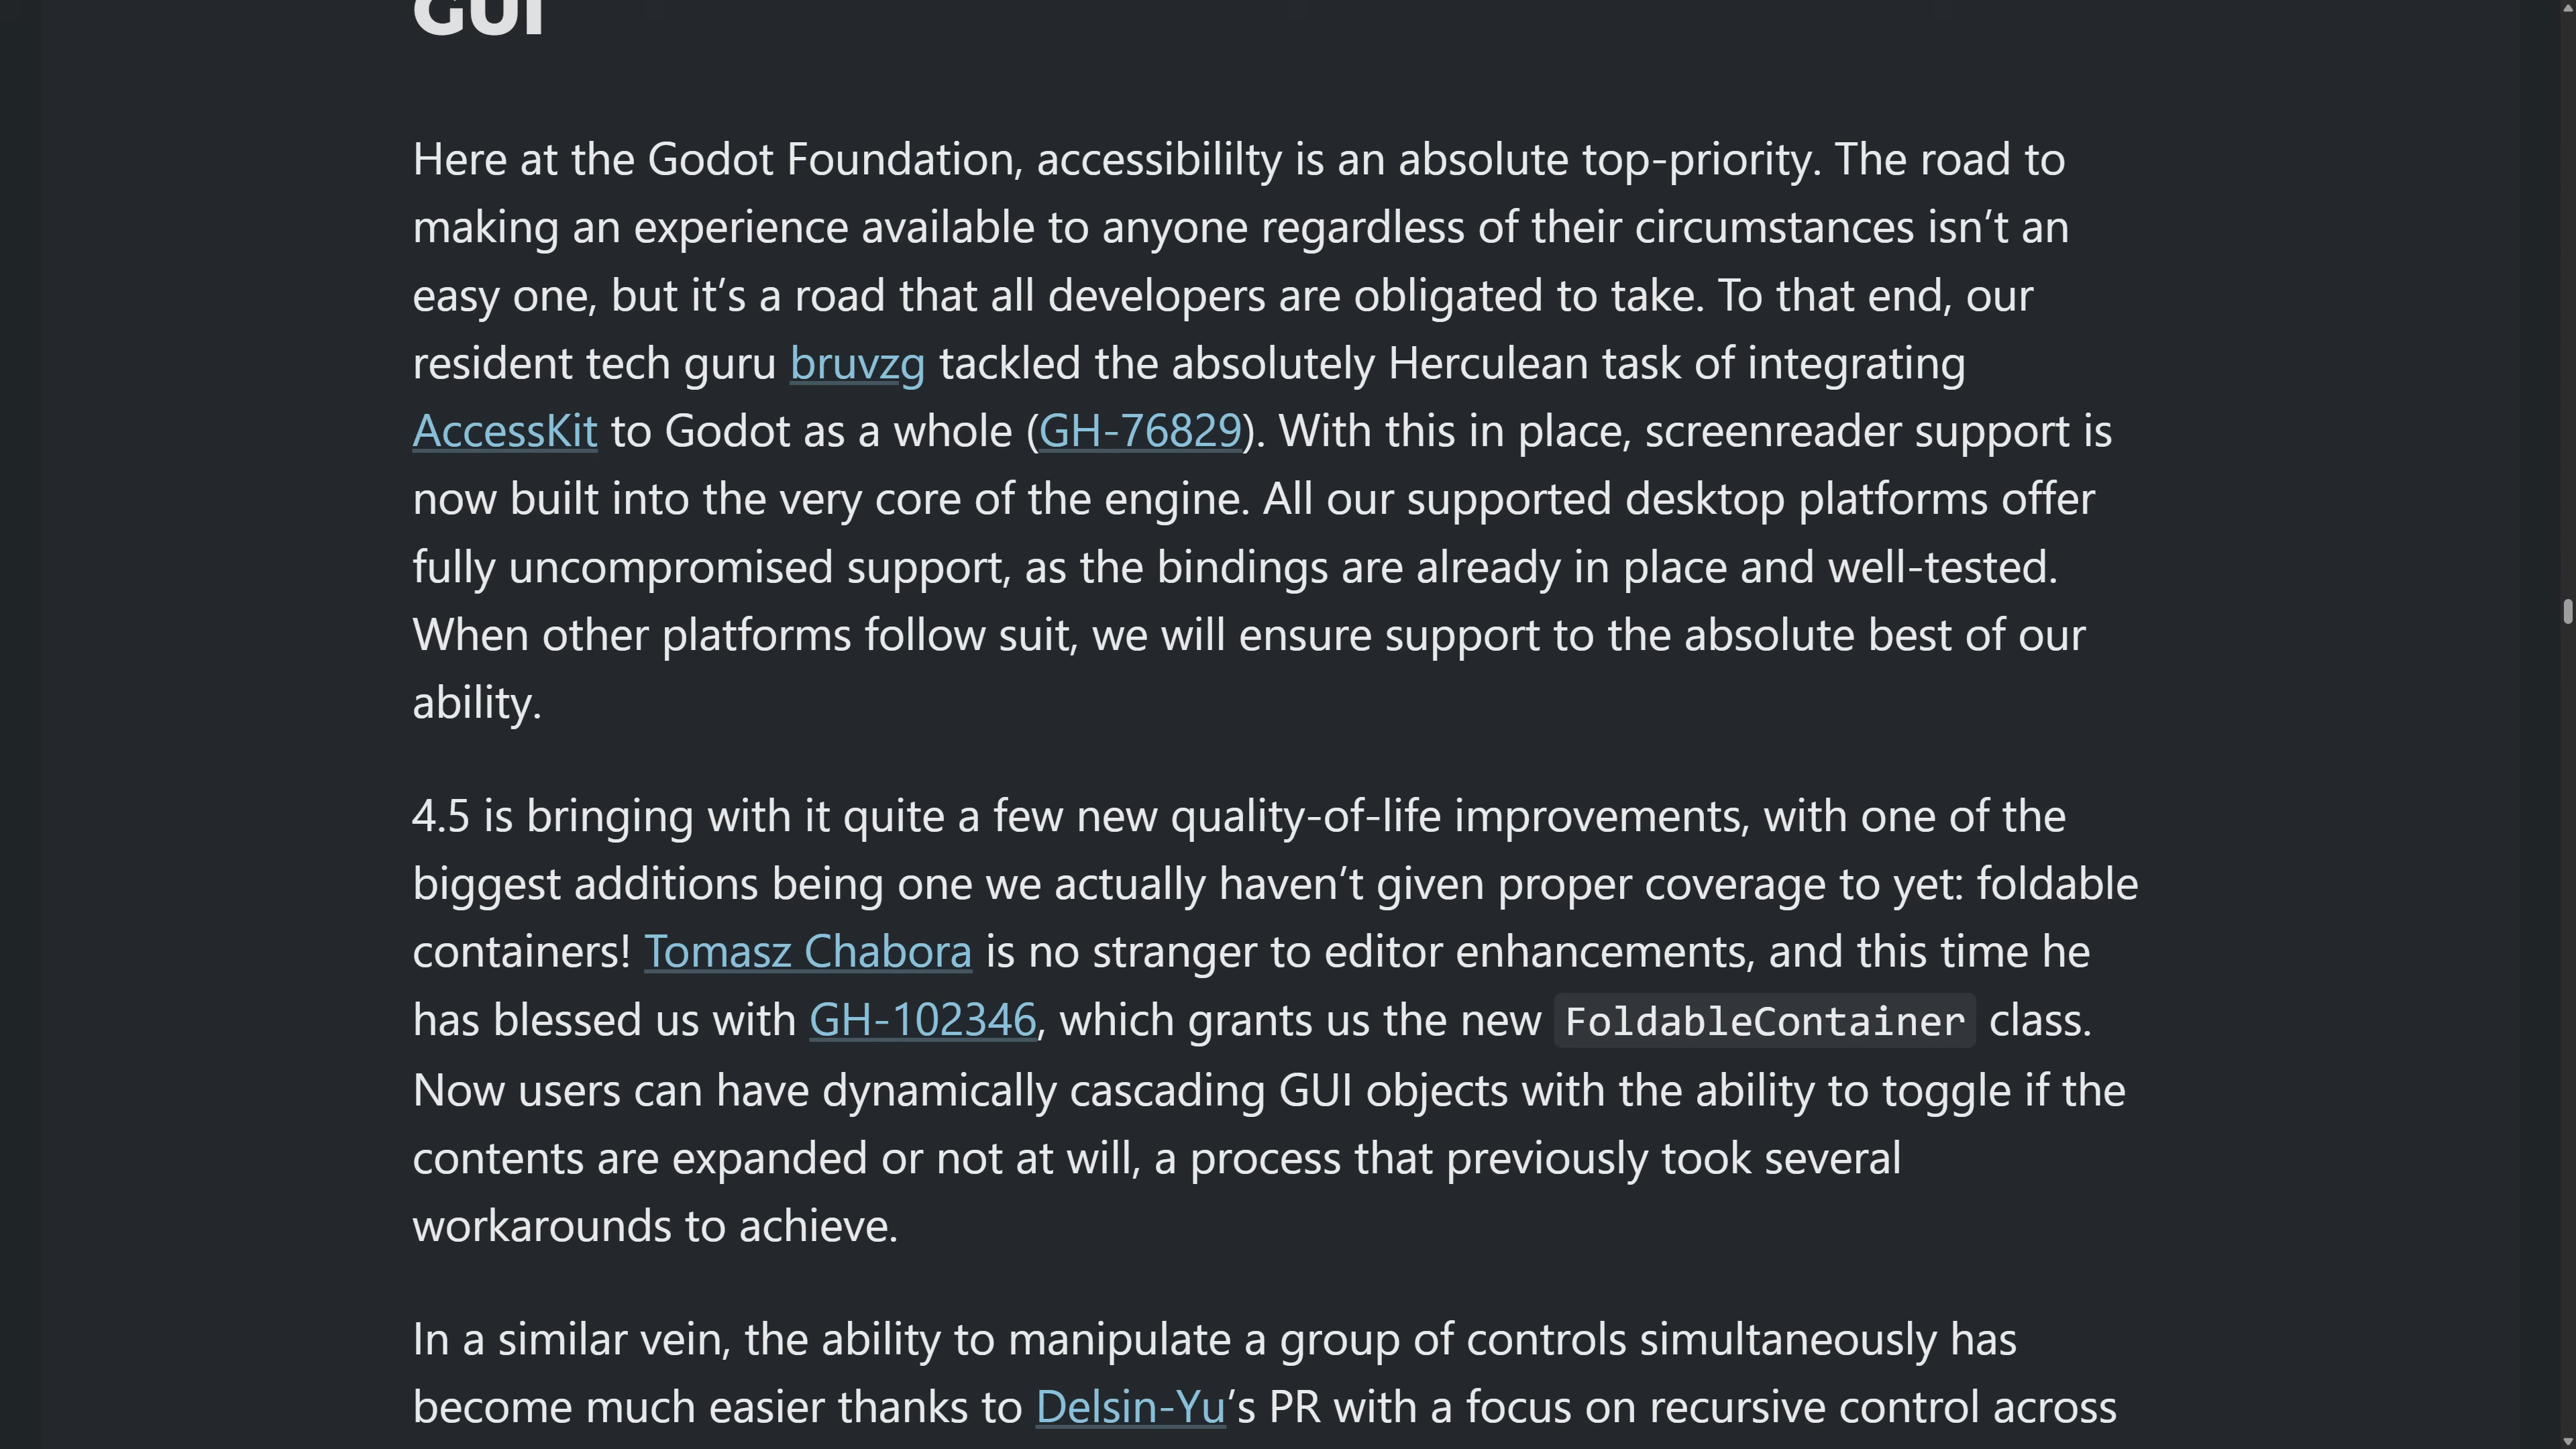 GUI
Here at the Godot Foundation, accessibililty is an absolute top-priority. The road to
making an experience available to anyone regardless of their circumstances isn’t an
easy one, but it’s a road that all developers are obligated to take. To that end, our
resident tech guru bruvzg tackled the absolutely Herculean task of integrating
AccessKit to Godot as a whole (GH-76829). With this in place, screenreader support is
now built into the very core of the engine. All our supported desktop platforms offer
fully uncompromised support, as the bindings are already in place and well-tested.
When other platforms follow suit, we will ensure support to the absolute best of our
ability.
4.5 is bringing with it quite a few new quality-of-life improvements, with one of the
biggest additions being one we actually haven’t given proper coverage to yet: foldable
containers! Tomasz Chabora is no stranger to editor enhancements, and this time he
has blessed us with GH-102346, which grants us the new FoldableContainer class.
Now users can have dynamically cascading GUI objects with the ability to toggle if the
contents are expanded or not at will, a process that previously took several
workarounds to achieve.
In a similar vein, the ability to manipulate a group of controls simultaneously has
become much easier thanks to Delsin-Yu’s PR with a focus on recursive control across